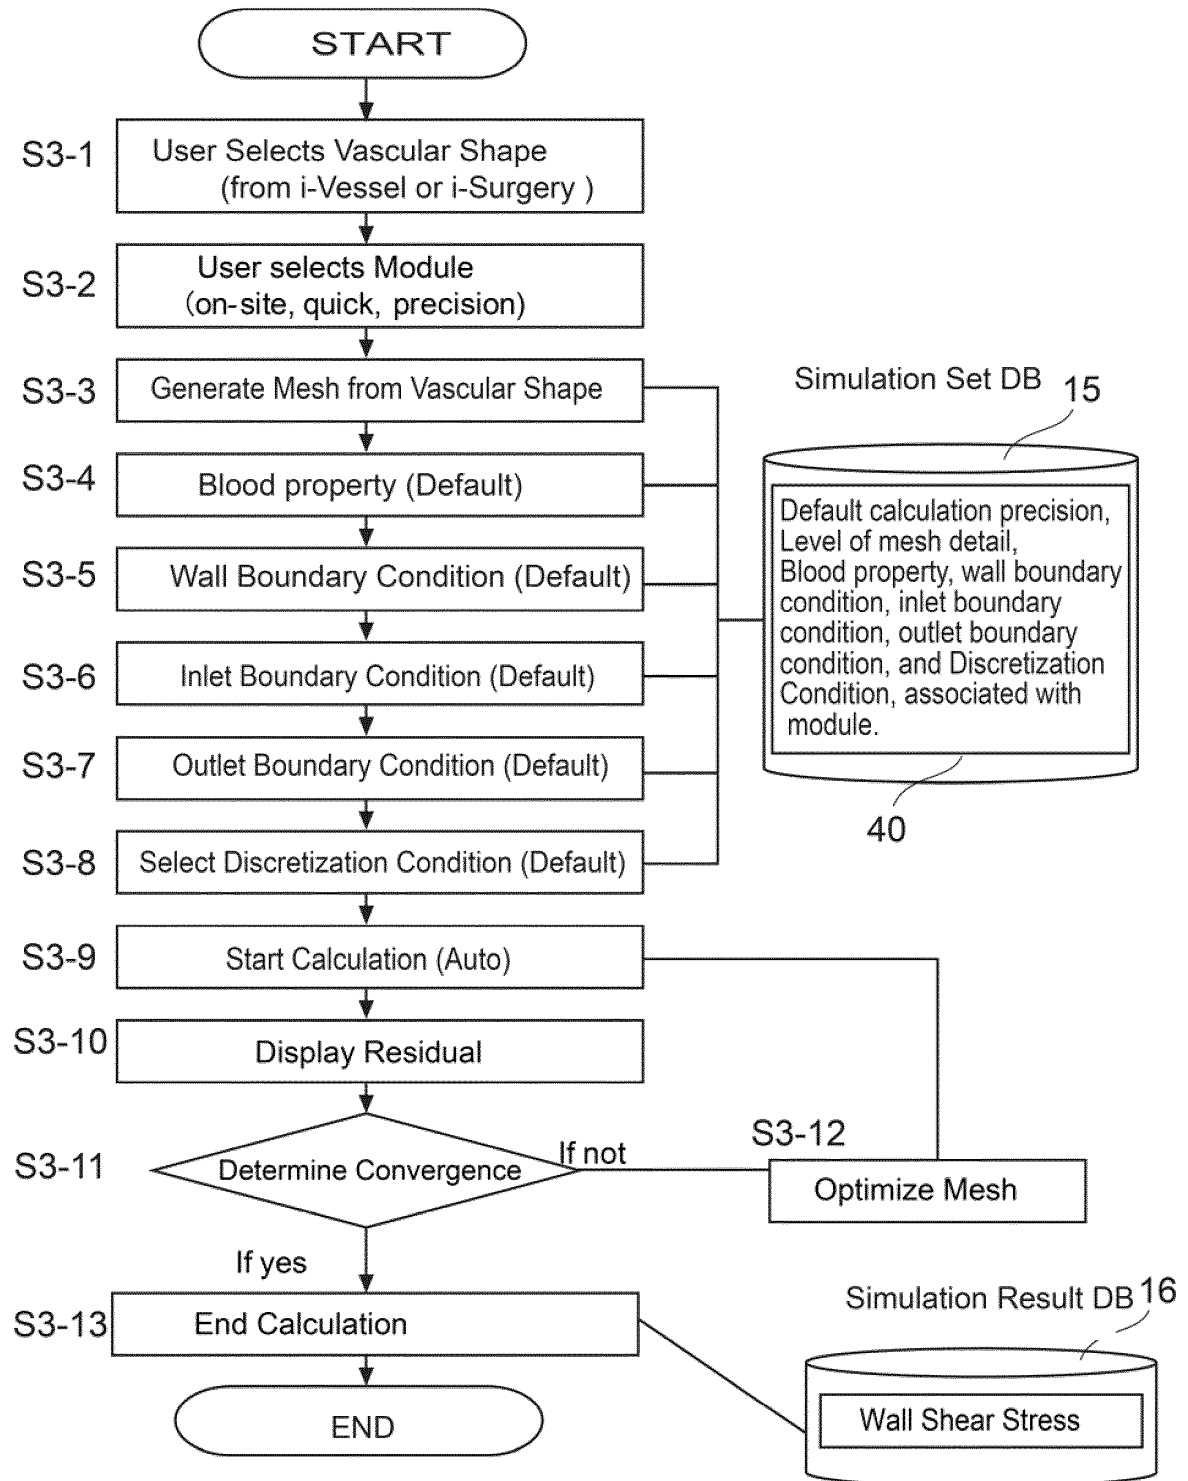 START
S3-1
User Selects Vascular Shape
(from i-Vessel or i-Surgery )
S3-2
User selects Module
(on-site, quick, precision)
S3-3
Generate Mesh from Vascular Shape
Simulation Set DB 15
S3-4
Blood property (Default)
Default calculation precision,
Level of mesh detail,
Blood property, wall boundary
condition, inlet boundary
condition, outlet boundary
condition, and Discretization
Condition, associated with
module.
40
S3-5
Wall Boundary Condition (Default)
S3-6
Inlet Boundary Condition (Default)
S3-7
Outlet Boundary Condition (Default)
S3-8
Select Discretization Condition (Default)
S3-9
Start Calculation (Auto)
S3-10
Display Residual
S3-11
Determine Convergence
If not
S3-12
Optimize Mesh
If yes
S3-13
End Calculation
Simulation Result DB 16
Wall Shear Stress
END